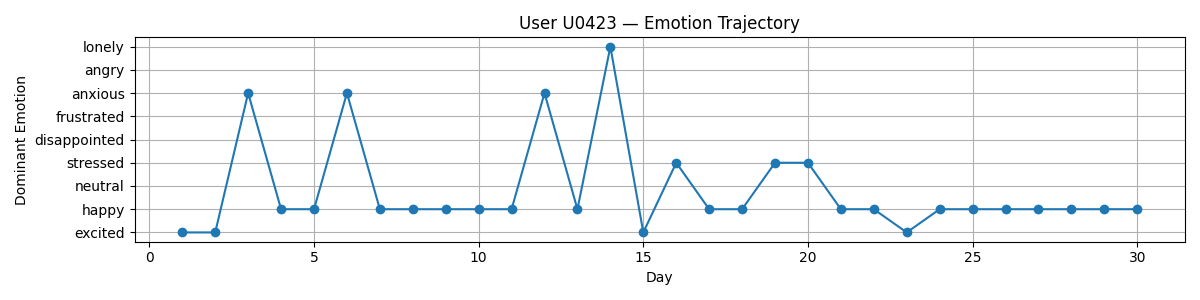 User U0423 — Emotion Trajectory
Dominant Emotion
lonely
angry
anxious
frustrated
disappointed
stressed
neutral
happy
excited
0 5 10 15 20 25 30
Day